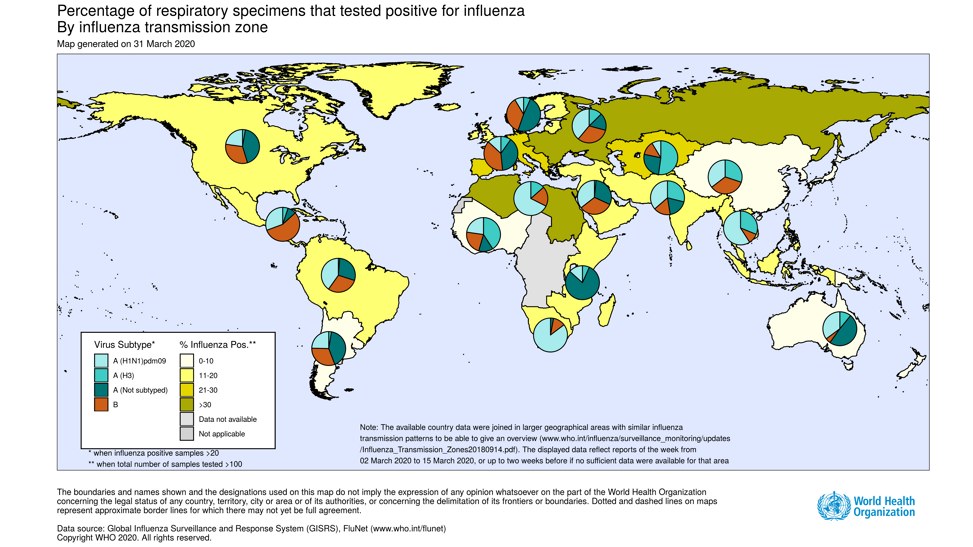 Percentage of respiratory specimens that tested positive for influenza
By influenza transmission zone
Map generated on 31 March 2020
Virus Subtype*
A (H1N1)pdm09
A (H3)
A (Not subtyped)
B
% Influenza Pos.**
0-10
11-20
21-30
>30
Data not available
Not applicable
* when influenza positive samples >20
** when total number of samples tested >100
Note: The available country data were joined in larger geographical areas with similar influenza
transmission patterns to be able to give an overview (www.who.int/influenza/surveillance_monitoring/updates
/Influenza_Transmission_Zones20180914.pdf). The displayed data reflect reports of the week from
02 March 2020 to 15 March 2020, or up to two weeks before if no sufficient data were available for that area
The boundaries and names shown and the designations used on this map do not imply the expression of any opinion whatsoever on the part of the World Health Organization
concerning the legal status of any country, territory, city or area or of its authorities, or concerning the delimitation of its frontiers or boundaries. Dotted and dashed lines on maps
represent approximate border lines for which there may not yet be full agreement.
Data source: Global Influenza Surveillance and Response System (GISRS), FluNet (www.who.int/flunet)
Copyright WHO 2020. All rights reserved.
World Health
Organization